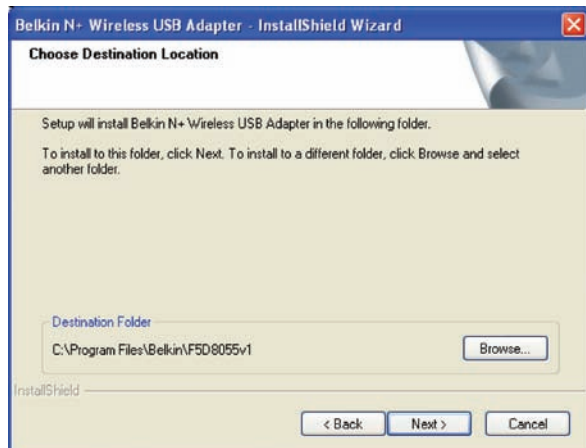 Belkin N+ Wireless USB Adapter - InstallShield Wizard
Choose Destination Location
Setup will install Belkin N+ Wireless USB Adapter in the following folder.
To install to this folder, click Next. To install to a different folder, click Browse and select
another folder.
Destination Folder
C:\Program Files\Belkin\F5D8055v1
Browse...
InstallShield
< Back
Next >
Cancel